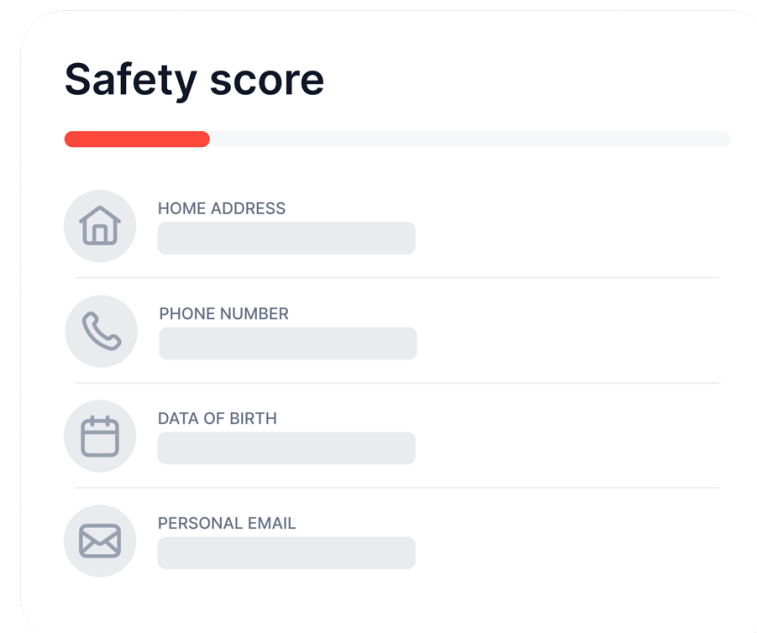 Safety score
HOME ADDRESS
PHONE NUMBER
DATA OF BIRTH
PERSONAL EMAIL